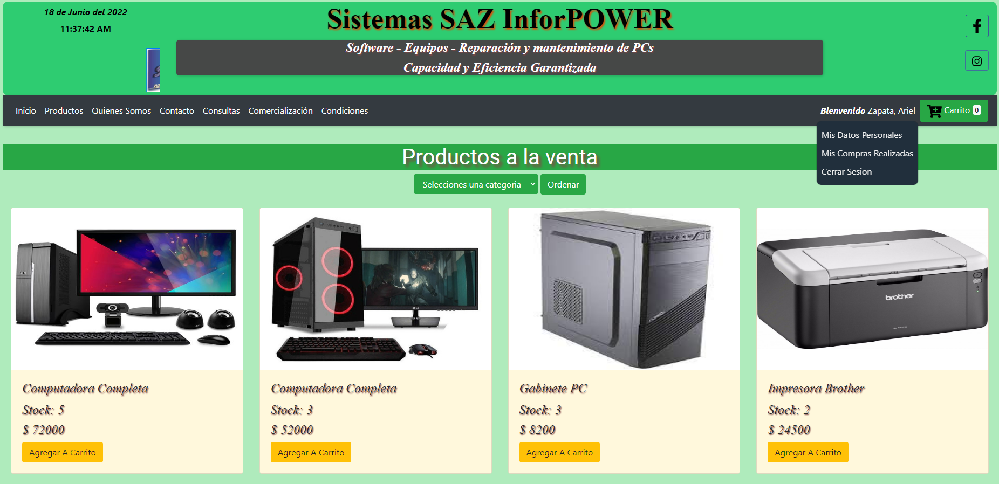 18 de Junio del 2022
11:37:42 AM
Sistemas SAZ InforPOWER
Software - Equipos - Reparación y mantenimiento de PCs
Capacidad y Eficiencia Garantizada
Inicio Productos Quienes Somos Contacto Consultas Comercialización Condiciones
Bienvenido Zapata, Ariel
Carrito 0
Mis Datos Personales
Mis Compras Realizadas
Cerrar Sesion
Productos a la venta
Selecciones una categoria
Ordenar
brother
Computadora Completa
Stock: 5
$ 72000
Agregar A Carrito
Computadora Completa
Stock: 3
$ 52000
Agregar A Carrito
Gabinete PC
Stock: 3
$ 8200
Agregar A Carrito
Impresora Brother
Stock: 2
$ 24500
Agregar A Carrito